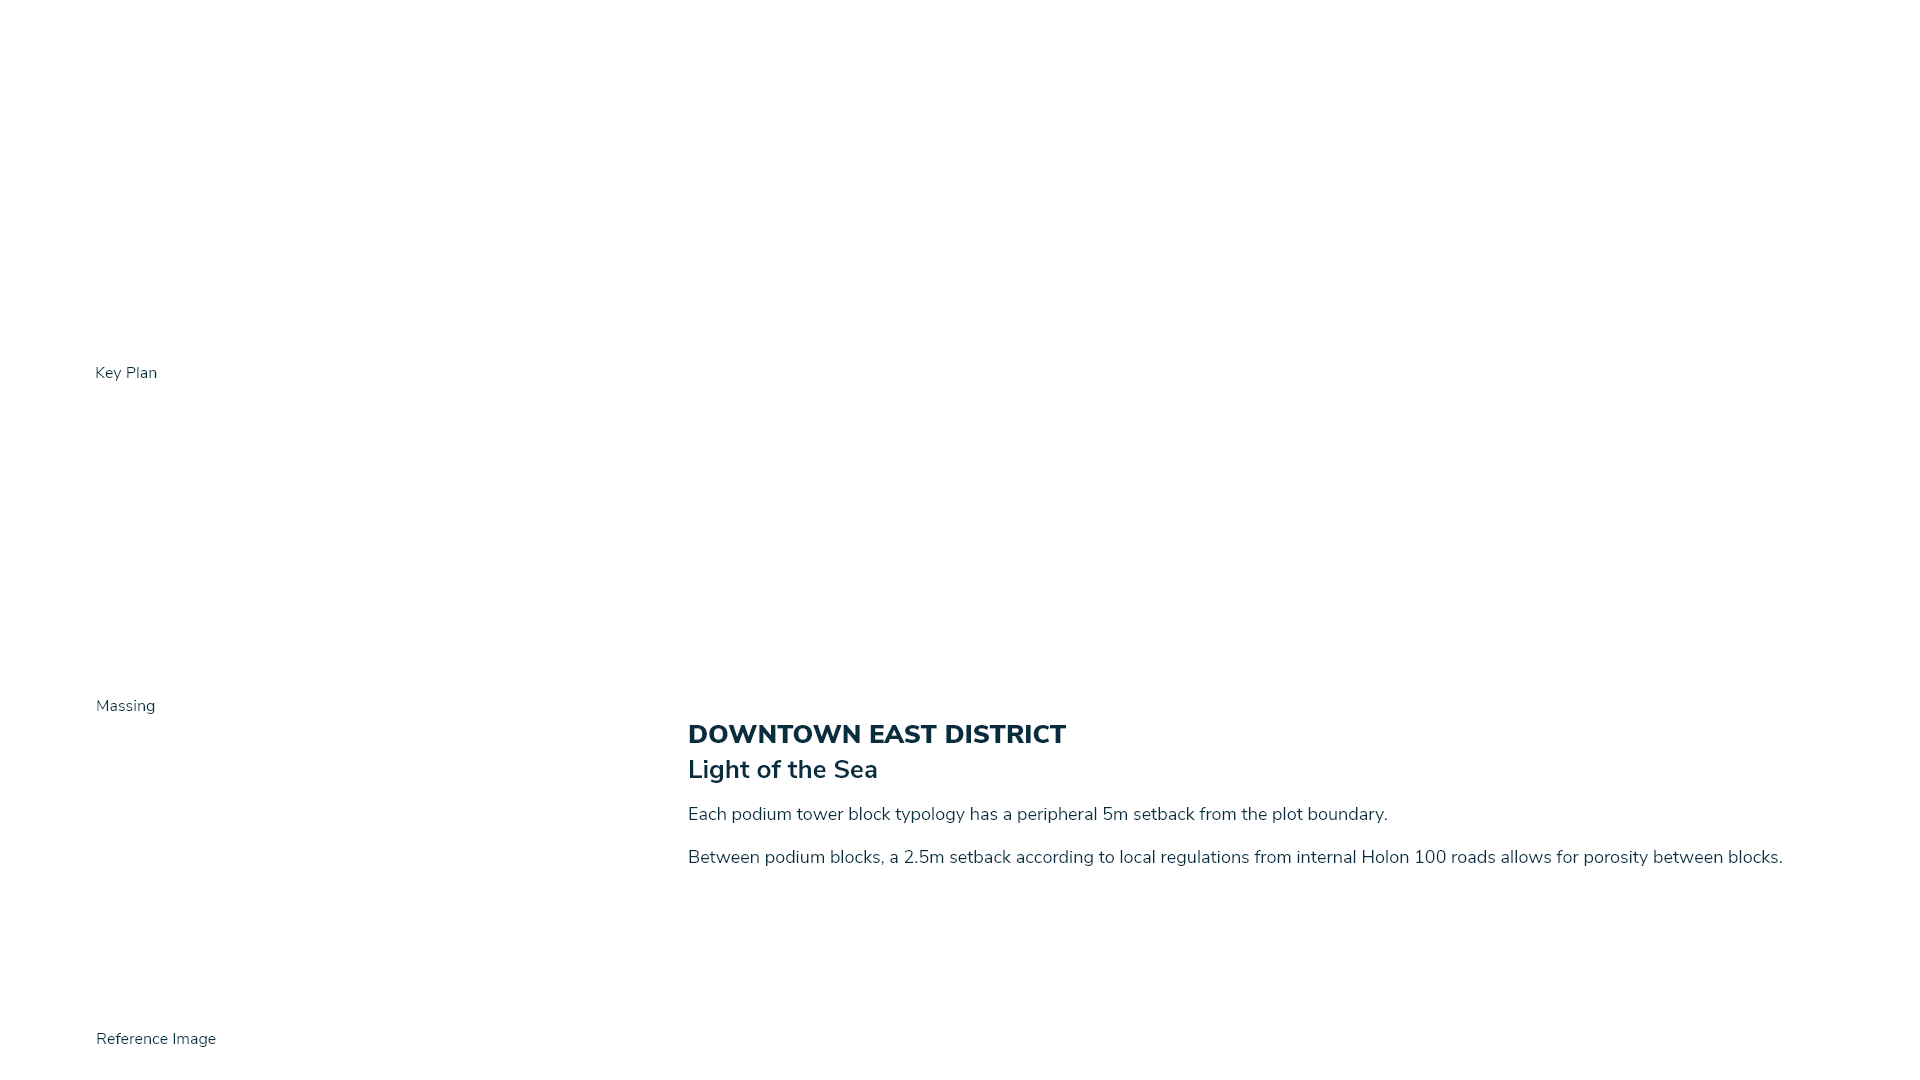 Key Plan
Massing
DOWNTOWN EAST DISTRICT
Light of the Sea
Each podium tower block typology has a peripheral 5m setback from the plot boundary.
Between podium blocks, a 2.5m setback according to local regulations from internal Holon 100 roads allows for porosity between blocks.
Reference Image